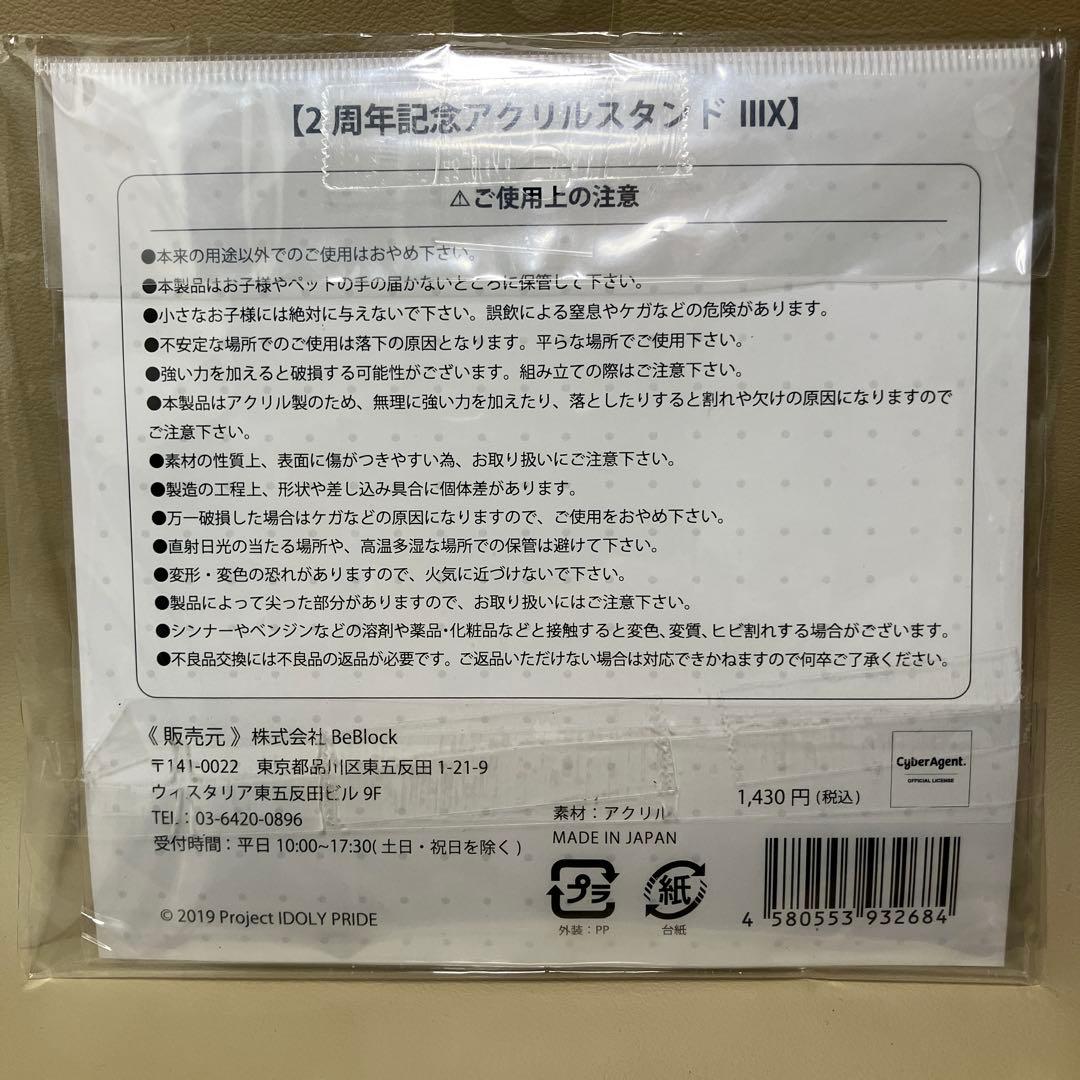 【2周年記念アクリルスタンド IIIX】
⚠ご使用上の注意
●本来の用途以外でのご使用はおやめ下さい。
●本製品はお子様やペットの手の届かないところに保管して下さい。
●小さなお子様には絶対に与えないで下さい。誤飲による窒息やケガなどの危険があります。
●不安定な場所でのご使用は落下の原因となります。平らな場所でご使用下さい。
●強い力を加えると破損する可能性がございます。組み立ての際はご注意下さい。
●本製品はアクリル製のため、無理に強い力を加えたり、落としたりすると割れや欠けの原因になりますので
ご注意下さい。
●素材の性質上、表面に傷がつきやすい為、お取り扱いにご注意下さい。
●製造の工程上、形状や差し込み具合に個体差があります。
●万一破損した場合はケガなどの原因になりますので、ご使用をおやめ下さい。
●直射日光の当たる場所や、高温多湿な場所での保管は避けて下さい。
●変形・変色の恐れがありますので、火気に近づけないで下さい。
●製品によって尖った部分がありますので、お取り扱いにはご注意下さい。
●シンナーやベンジンなどの溶剤や薬品・化粧品などと接触すると変色、変質、ヒビ割れする場合がございます。
●不良品交換には不良品の返品が必要です。ご返品いただけない場合は対応できかねますので何卒ご了承ください。
《 販売元 》株式会社 BeBlock
〒141-0022 東京都品川区東五反田 1-21-9
ウィスタリア東五反田ビル 9F
TEL：03-6420-0896
受付時間：平日 10:00~17:30( 土日・祝日を除く )
© 2019 Project IDOLY PRIDE
素材：アクリル
MADE IN JAPAN
プラ
外装：PP
紙
台紙
1,430 円 (税込)
CyberAgent.
OFFICIAL LICENSE
4 580553 932684